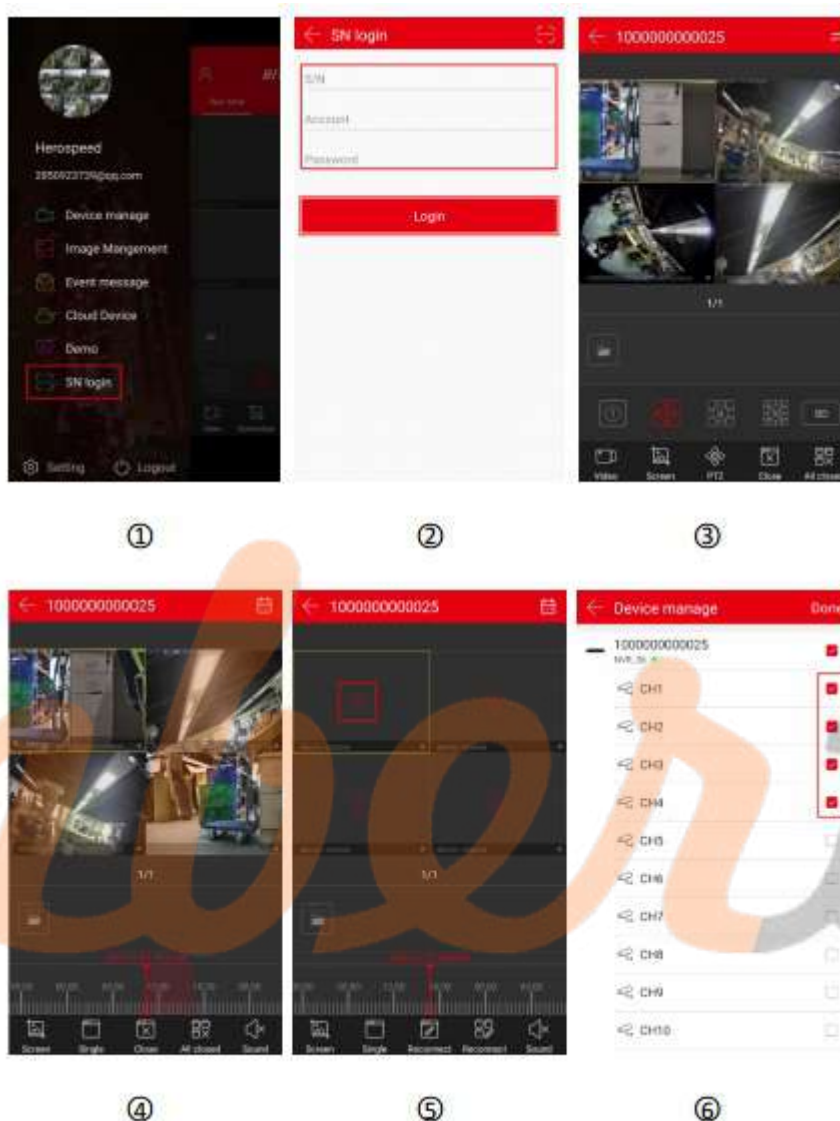 Herospeed
Device manage
Image Mangement
Event message
Cloud Device
Demo
SN login
Setting
Logout
①
SN login
S/N
Account
Password
Login
②
1000000000025
1/1
Video
Screen
PTZ
Close
All close
③
1000000000025
1/1
Screen
Single
Close
All closed
Sound
④
1000000000025
1/1
Screen
Single
Reconnect
Reconnect
Sound
⑤
Device manage
Done
1000000000025
CH1
CH2
CH3
CH4
CH5
CH6
CH7
CH8
CH9
CH10
⑥